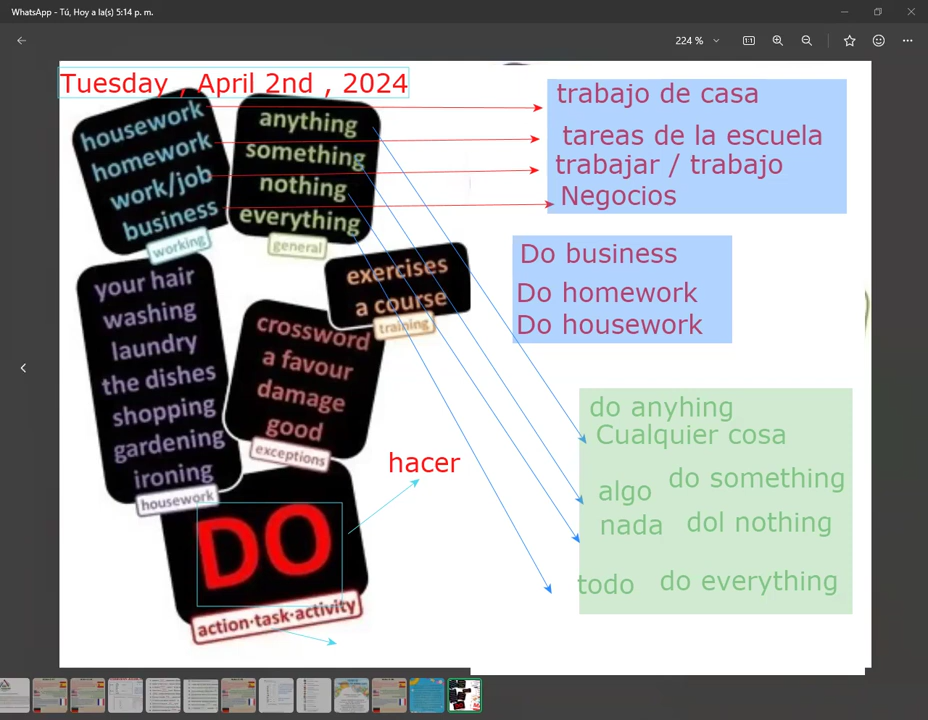 WhatsApp - Tú, Hoy a la(s) 5:14 p. m.
224 %
1:1
Tuesday , April 2nd , 2024
housework
homework
work/job
business
working
anything
something
nothing
everything
general
trabajo de casa
tareas de la escuela
trabajar / trabajo
Negocios
exercises
a course
training
Do business
Do homework
Do housework
your hair
washing
laundry
the dishes
shopping
gardening
ironing
housework
crossword
a favour
damage
good
exceptions
hacer
do anyhing
Cualquier cosa
algo do something
nada dol nothing
todo do everything
DO
action·task·activity